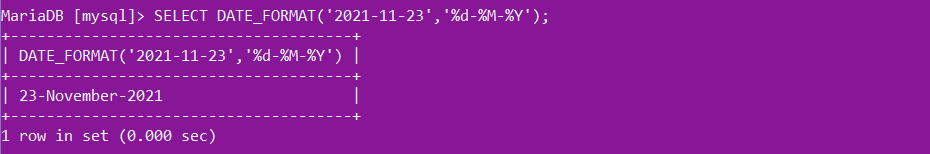 MariaDB [mysql]> SELECT DATE_FORMAT('2021-11-23','%d-%M-%Y');
+-------------------------------------+
| DATE_FORMAT('2021-11-23','%d-%M-%Y') |
+-------------------------------------+
| 23-November-2021                    |
+-------------------------------------+
1 row in set (0.000 sec)